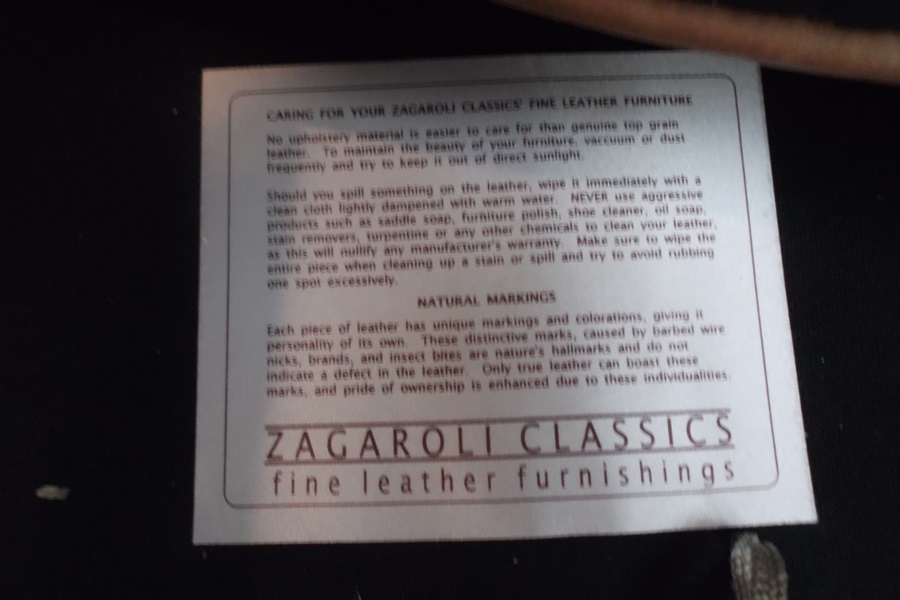 CARING FOR YOUR ZAGAROLI CLASSICS' FINE LEATHER FURNITURE
No upholstery material is easier to care for than genuine top grain
leather. To maintain the beauty of your furniture, vaccuum or dust
frequently and try to keep it out of direct sunlight.
Should you spill something on the leather, wipe it immediately with a
clean cloth lightly dampened with warm water. NEVER use aggressive
products such as saddle soap, furniture polish, shoe cleaner, oil soap,
stain removers, turpentine or any other chemicals to clean your leather,
as this will nullify any manufacturer's warranty. Make sure to wipe the
entire piece when cleaning up a stain or spill and try to avoid rubbing
one spot excessively.
NATURAL MARKINGS
Each piece of leather has unique markings and colorations, giving it
personality of its own. These distinctive marks, caused by barbed wire
nicks, brands, and insect bites are nature's hallmarks and do not
indicate a defect in the leather. Only true leather can boast these
marks, and pride of ownership is enhanced due to these individualities.
ZAGAROLI CLASSICS
fine leather furnishings